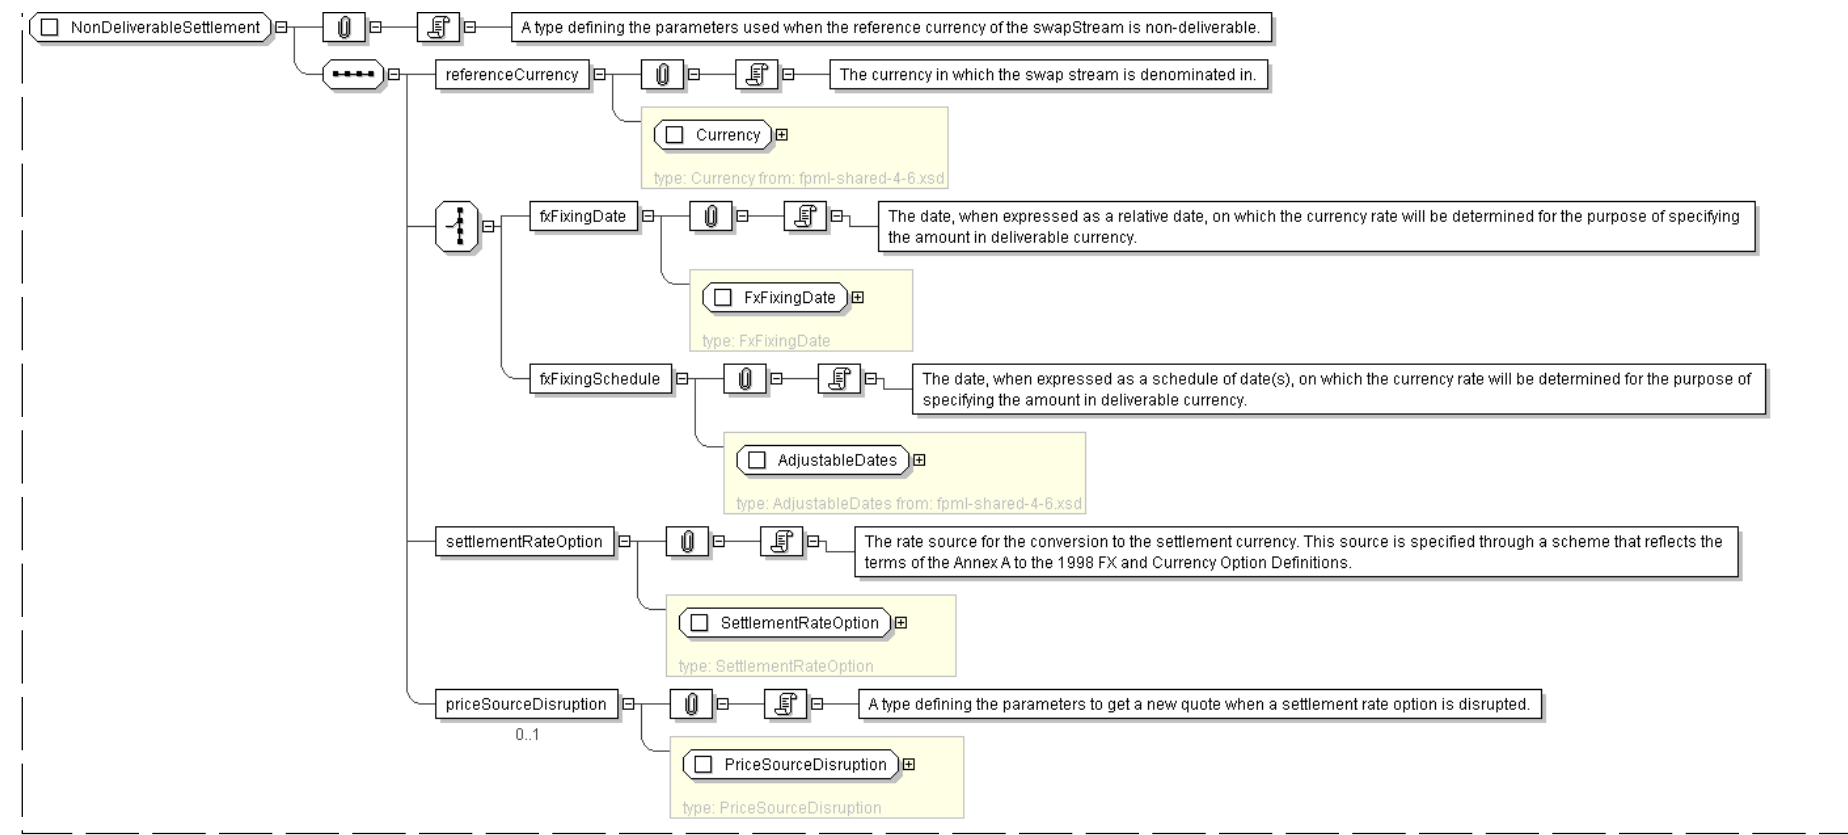 NonDeliverableSettlement
A type defining the parameters used when the reference currency of the swapStream is non-deliverable.
referenceCurrency
The currency in which the swap stream is denominated in.
Currency
type: Currency from: fpml-shared-4-6.xsd
fxFixingDate
The date, when expressed as a relative date, on which the currency rate will be determined for the purpose of specifying
the amount in deliverable currency.
FxFixingDate
type: FxFixingDate
fxFixingSchedule
The date, when expressed as a schedule of date(s), on which the currency rate will be determined for the purpose of
specifying the amount in deliverable currency.
AdjustableDates
type: AdjustableDates from: fpml-shared-4-6.xsd
settlementRateOption
The rate source for the conversion to the settlement currency. This source is specified through a scheme that reflects the
terms of the Annex A to the 1998 FX and Currency Option Definitions.
SettlementRateOption
type: SettlementRateOption
priceSourceDisruption
A type defining the parameters to get a new quote when a settlement rate option is disrupted.
0..1
PriceSourceDisruption
type: PriceSourceDisruption